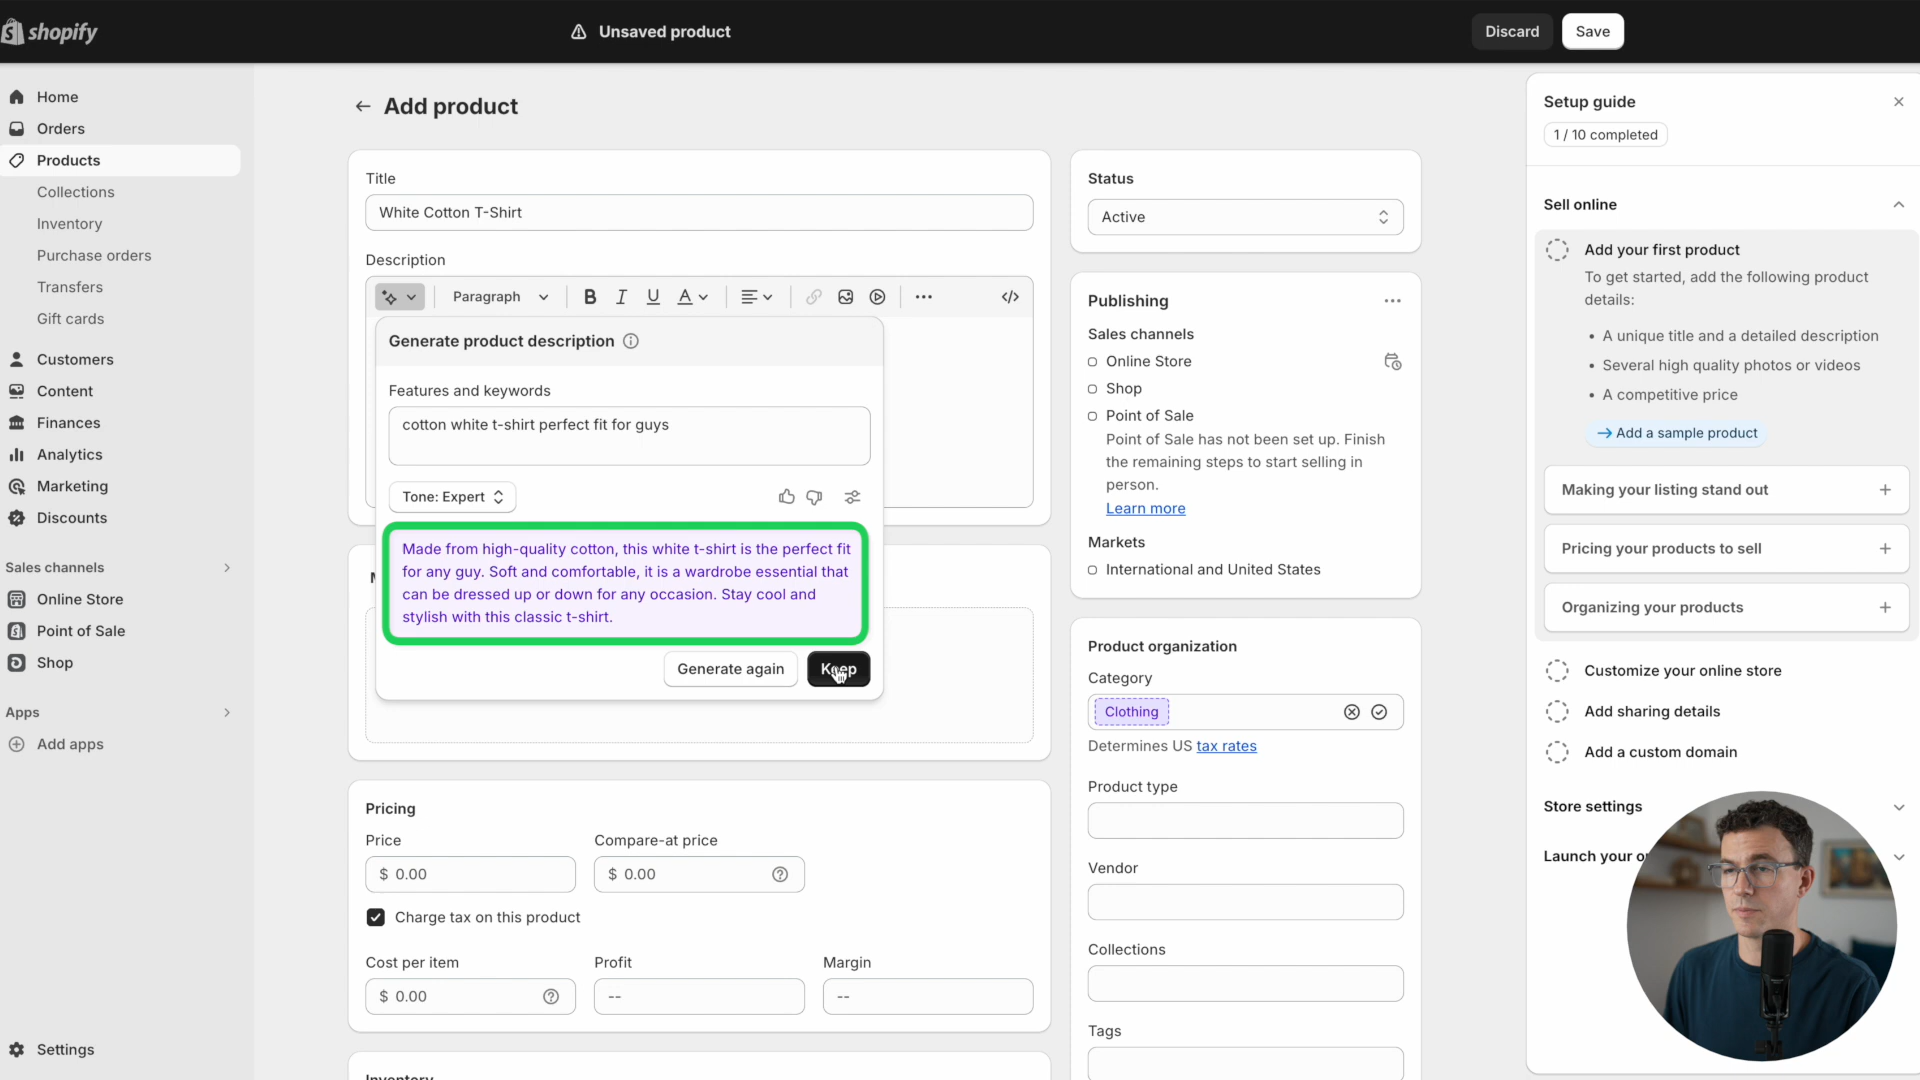 shopify
Unsaved product
Discard
Save
Home
Orders
Products
Collections
Inventory
Purchase orders
Transfers
Gift cards
Customers
Content
Finances
Analytics
Marketing
Discounts
Sales channels
Online Store
Point of Sale
Shop
Apps
Add apps
Settings
Add product
Title
White Cotton T-Shirt
Description
Paragraph
B I U A
Generate product description
Features and keywords
cotton white t-shirt perfect fit for guys
Tone: Expert
Made from high-quality cotton, this white t-shirt is the perfect fit
for any guy. Soft and comfortable, it is a wardrobe essential that
can be dressed up or down for any occasion. Stay cool and
stylish with this classic t-shirt.
Generate again
Keep
Pricing
Price
Compare-at price
$ 0.00
$ 0.00
Charge tax on this product
Cost per item
Profit
Margin
$ 0.00
--
--
Inventory
Status
Active
Publishing
Sales channels
Online Store
Shop
Point of Sale
Point of Sale has not been set up. Finish
the remaining steps to start selling in
person.
Learn more
Markets
International and United States
Product organization
Category
Clothing
Determines US tax rates
Product type
Vendor
Collections
Tags
Setup guide
1 / 10 completed
Sell online
Add your first product
To get started, add the following product
details:
• A unique title and a detailed description
• Several high quality photos or videos
• A competitive price
Add a sample product
Making your listing stand out
Pricing your products to sell
Organizing your products
Customize your online store
Add sharing details
Add a custom domain
Store settings
Launch your